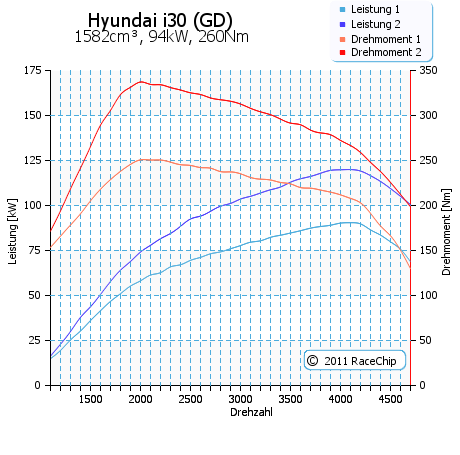 Hyundai i30 (GD)
1582cm³, 94kW, 260Nm
Leistung 1
Leistung 2
Drehmoment 1
Drehmoment 2
175
150
125
100
75
50
25
0
Leistung [kW]
350
300
250
200
150
100
50
0
Drehmoment [Nm]
© 2011 RaceChip
1500 2000 2500 3000 3500 4000 4500
Drehzahl